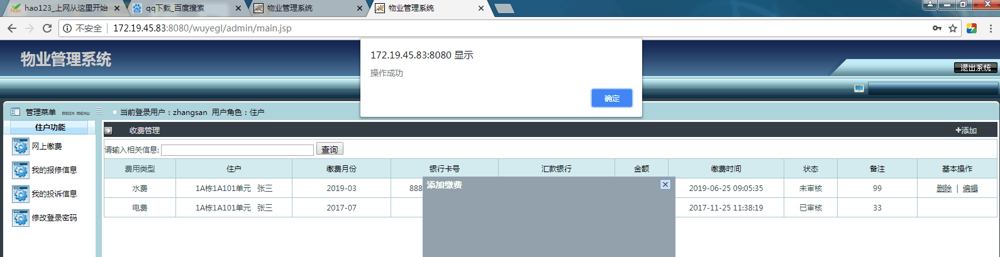 hao123_上网从这里开始
qq下载_百度搜索
物业管理系统
物业管理系统
不安全 172.19.45.83:8080/wuyegl/admin/main.jsp
172.19.45.83:8080 显示
操作成功
确定
物业管理系统
退出系统
管理菜单 MAIN MENU
当前登录用户：zhangsan 用户角色：住户
住户功能
网上缴费
我的报修信息
我的投诉信息
修改登录密码
收费管理
添加
请输入相关信息:
查询
费用类型 住户 缴费月份 银行卡号 汇款银行 金额 缴费时间 状态 备注 基本操作
水费 1A栋1A101单元 张三 2019-03 888 2019-06-25 09:05:35 未审核 99 删除 | 编辑
电费 1A栋1A101单元 张三 2017-07 2017-11-25 11:38:19 已审核 33
添加缴费